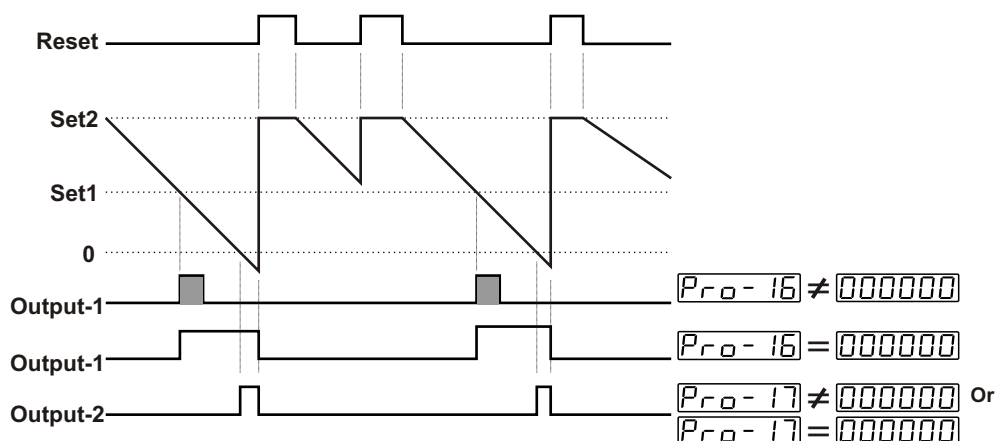 Reset
Set2
Set1
0
Output-1 Pro-16 ≠ 000000
Output-1 Pro-16 = 000000
Output-2 Pro-17 ≠ 000000 Or
Pro-17 = 000000